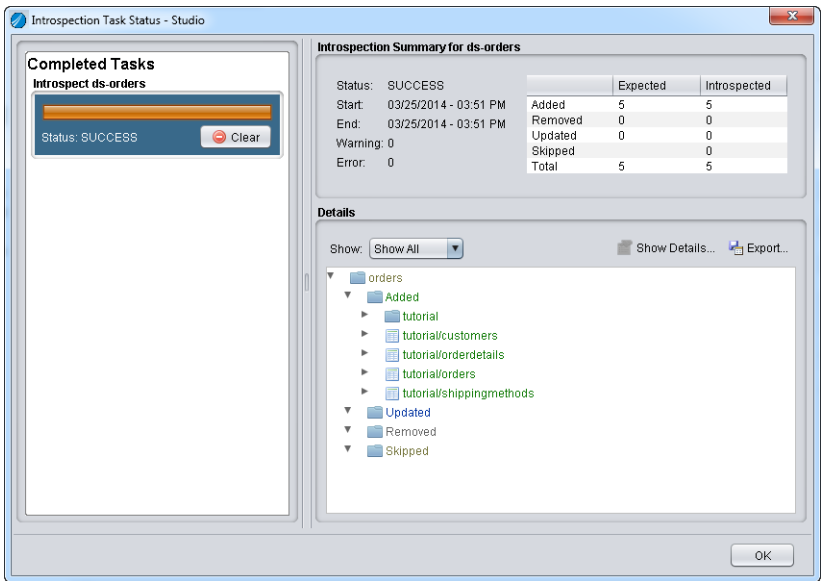 Introspection Task Status - Studio
Completed Tasks
Introspect ds-orders
Status: SUCCESS
Clear
Introspection Summary for ds-orders
Status: SUCCESS
Start: 03/25/2014 - 03:51 PM
End: 03/25/2014 - 03:51 PM
Warning: 0
Error: 0
Expected Introspected
Added 5 5
Removed 0 0
Updated 0 0
Skipped 0
Total 5 5
Details
Show: Show All Show Details... Export...
orders
Added
tutorial
tutorial/customers
tutorial/orderdetails
tutorial/orders
tutorial/shippingmethods
Updated
Removed
Skipped
OK